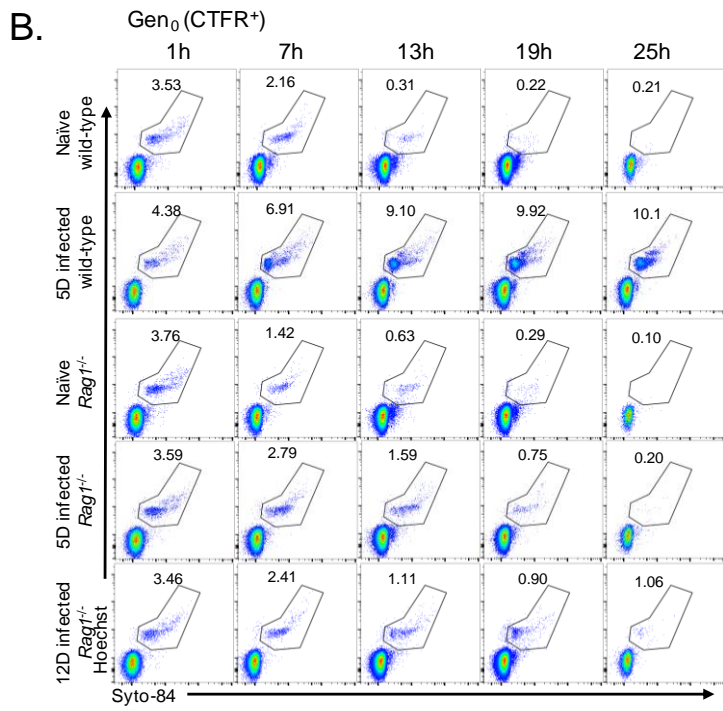 B.
Gen₀ (CTFR⁺)
1h 7h 13h 19h 25h
Naïve
wild-type
3.53 2.16 0.31 0.22 0.21
5D infected
wild-type
4.38 6.91 9.10 9.92 10.1
Naïve
Rag1⁻/⁻
3.76 1.42 0.63 0.29 0.10
5D infected
Rag1⁻/⁻
3.59 2.79 1.59 0.75 0.20
12D infected
Rag1⁻/⁻
3.46 2.41 1.11 0.90 1.06
Hoechst
Syto-84